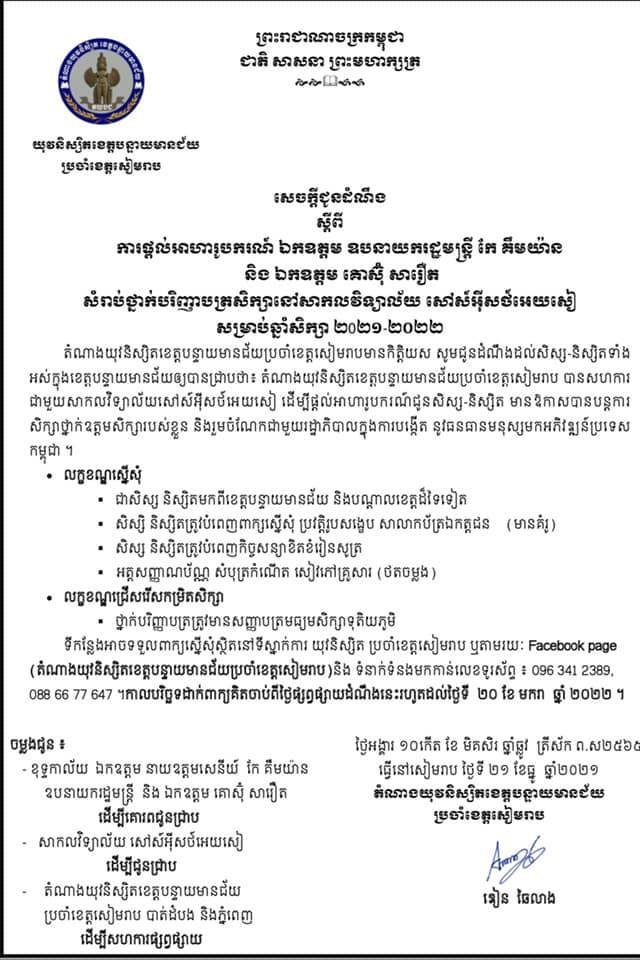 ព្រះរាជាណាចក្រកម្ពុជា
ជាតិ សាសនា ព្រះមហាក្សត្រ
យុវនិស្សិតខេត្តបន្ទាយមានជ័យ
ប្រចាំខេត្តសៀមរាប
សេចក្តីជូនដំណឹង
ស្តីពី
ការផ្តល់អាហារូបករណ៍ ឯកឧត្តម ឧបនាយករដ្ឋមន្ត្រី កែ គឹមយ៉ាន
និង ឯកឧត្តម គោស៊ុំ សារឿត
សំរាប់ថ្នាក់បរិញាបត្រសិក្សានៅសាកលវិទ្យាល័យ សៅស៍អ៊ីសថ៍អេយសៀ
សម្រាប់ឆ្នាំសិក្សា ២០២១-២០២២
តំណាងយុវនិស្សិតខេត្តបន្ទាយមានជ័យប្រចាំខេត្តសៀមរាបមានកិត្តិយស សូមជូនដំណឹងដល់សិស្ស-និស្សិតទាំង
អស់ក្នុងខេត្តបន្ទាយមានជ័យឲ្យបានជ្រាបថា៖ តំណាងយុវនិស្សិតខេត្តបន្ទាយមានជ័យប្រចាំខេត្តសៀមរាប បានសហការ
ជាមួយសាកលវិទ្យាល័យសៅស៍អ៊ីសថ៍អេយសៀ ដើម្បីផ្តល់អាហារូបករណ៍ជូនសិស្ស-និស្សិត មានឱកាសបានបន្តការ
សិក្សាថ្នាក់ឧត្តមសិក្សារបស់ខ្លួន និងរួមចំណែកជាមួយរដ្ឋាភិបាលក្នុងការបង្កើត នូវធនធានមនុស្សមកអភិវឌ្ឍន៍ប្រទេស
កម្ពុជា ។
• លក្ខខណ្ឌស្នើសុំ
▪ ជាសិស្ស និស្សិតមកពីខេត្តបន្ទាយមានជ័យ និងបណ្តាលខេត្តដ៏ទៃទៀត
▪ សិស្សិ និស្សិតត្រូវបំពេញពាក្យស្នើសុំ ប្រវត្តិរូបសង្ខេប សាលាកប័ត្រឯកត្តជន (មានគំរូ)
▪ សិស្ស និស្សិតត្រូវបំពេញកិច្ចសន្យាខិតខំរៀនសូត្រ
▪ អត្តសញ្ញាណប័ណ្ណ សំបុត្រកំណើត សៀវភៅគ្រួសារ (ថតចម្លង)
• លក្ខខណ្ឌជ្រើសរើសកម្រិតសិក្សា
▪ ថ្នាក់បរិញ្ញាបត្រត្រូវមានសញ្ញាបត្រមធ្យមសិក្សាទុតិយភូមិ
ទីកន្លែងអាចទទួលពាក្យស្នើសុំស្ថិតនៅទីស្នាក់ការ យុវនិស្សិត ប្រចាំខេត្តសៀមរាប ឬតាមរយៈ Facebook page
(តំណាងយុវនិស្សិតខេត្តបន្ទាយមានជ័យប្រចាំខេត្តសៀមរាប)និង ទំនាក់ទំនងមកកាន់លេខទូរស័ព្ទ ៖ 096 341 2389,
088 66 77 647 ។កាលបរិច្ឆទដាក់ពាក្យគិតចាប់ពីថ្ងៃផ្សព្វផ្សាយដំណឹងនេះរហូតដល់ថ្ងៃទី ២០ ខែ មករា ឆ្នាំ ២០២២ ។
ចម្លងជូន ៖
- ខុទ្ទកាល័យ ឯកឧត្តម នាយឧត្តមសេនីយ៍ កែ គឹមយ៉ាន
ឧបនាយករដ្ឋមន្ត្រី និង ឯកឧត្តម គោស៊ុំ សារឿត
ដើម្បីគោរពជូនជ្រាប
- សាកលវិទ្យាល័យ សៅស៍អ៊ីសថ៍អេយសៀ
ដើម្បីជូនជ្រាប
- តំណាងយុវនិស្សិតខេត្តបន្ទាយមានជ័យ
ប្រចាំខេត្តសៀមរាប បាត់ដំបង និងភ្នំពេញ
ដើម្បីសហការផ្សព្វផ្សាយ
ថ្ងៃអង្គារ ១០កើត ខែ មិគសិរ ឆ្នាំឆ្លូវ ត្រីស័ក ព.ស២៥៦៥
ធ្វើនៅសៀមរាប ថ្ងៃទី ២១ ខែធ្នូ ឆ្នាំ២០២១
តំណាងយុវនិស្សិតខេត្តបន្ទាយមានជ័យ
ប្រចាំខេត្តសៀមរាប
ឌៀន ឆៃលាង